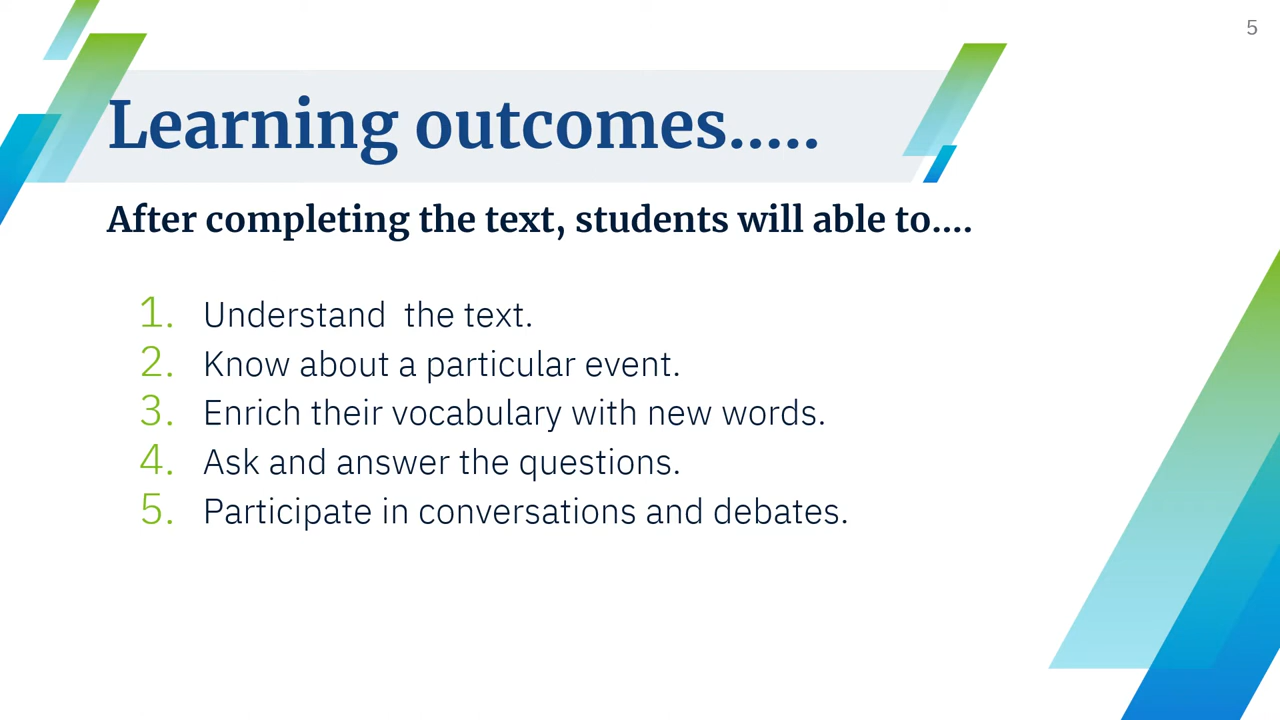 5
Learning outcomes.....
After completing the text, students will able to....
1. Understand  the text.
2. Know about a particular event.
3. Enrich their vocabulary with new words.
4. Ask and answer the questions.
5. Participate in conversations and debates.